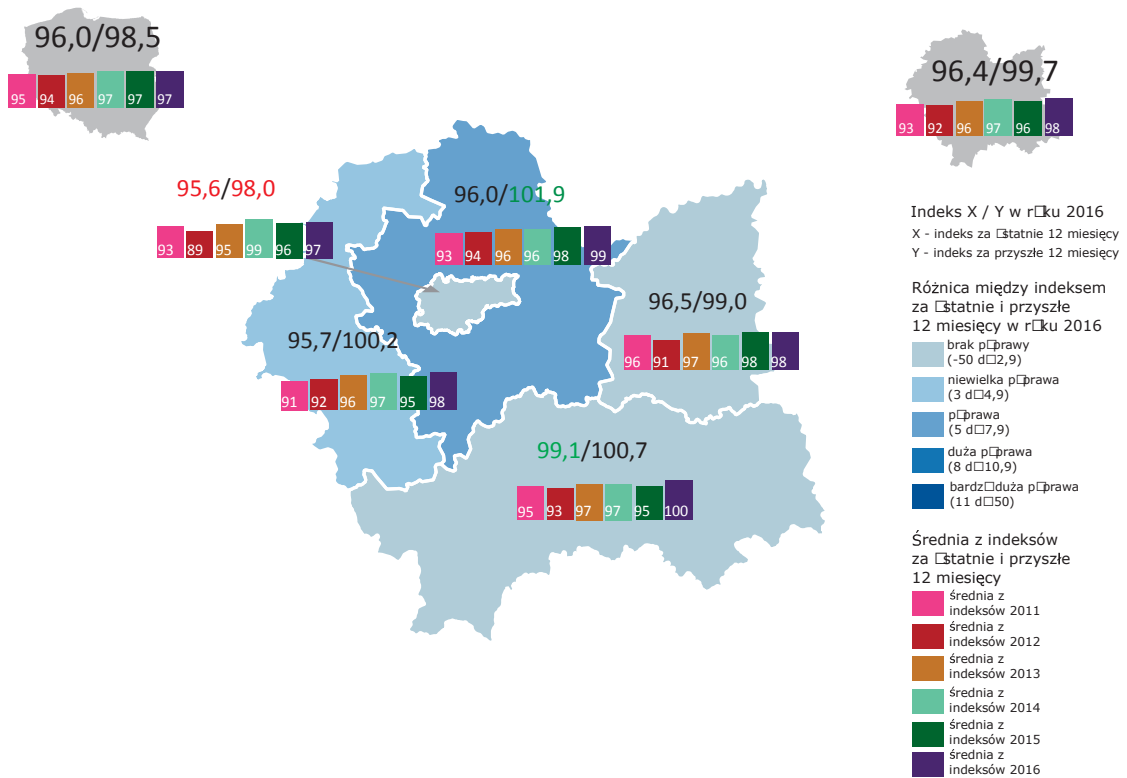 96,0/98,5
95 94 96 97 97 97
96,4/99,7
93 92 96 97 96 98
95,6/98,0
93 89 95 99 96 97
96,0/101,9
93 94 96 96 98 99
96,5/99,0
96 91 97 96 98 98
95,7/100,2
91 92 96 97 95 98
99,1/100,7
95 93 97 97 95 100
Indeks X / Y w r□ku 2016
X - indeks za □statnie 12 miesięcy
Y - indeks za przyszłe 12 miesięcy
Różnica między indeksem
za □statnie i przyszłe
12 miesięcy w r□ku 2016
brak p□prawy
(-50 d□2,9)
niewielka p□prawa
(3 d□4,9)
p□prawa
(5 d□7,9)
duża p□prawa
(8 d□10,9)
bardz□duża p□prawa
(11 d□50)
Średnia z indeksów
za □statnie i przyszłe
12 miesięcy
średnia z
indeksów 2011
średnia z
indeksów 2012
średnia z
indeksów 2013
średnia z
indeksów 2014
średnia z
indeksów 2015
średnia z
indeksów 2016